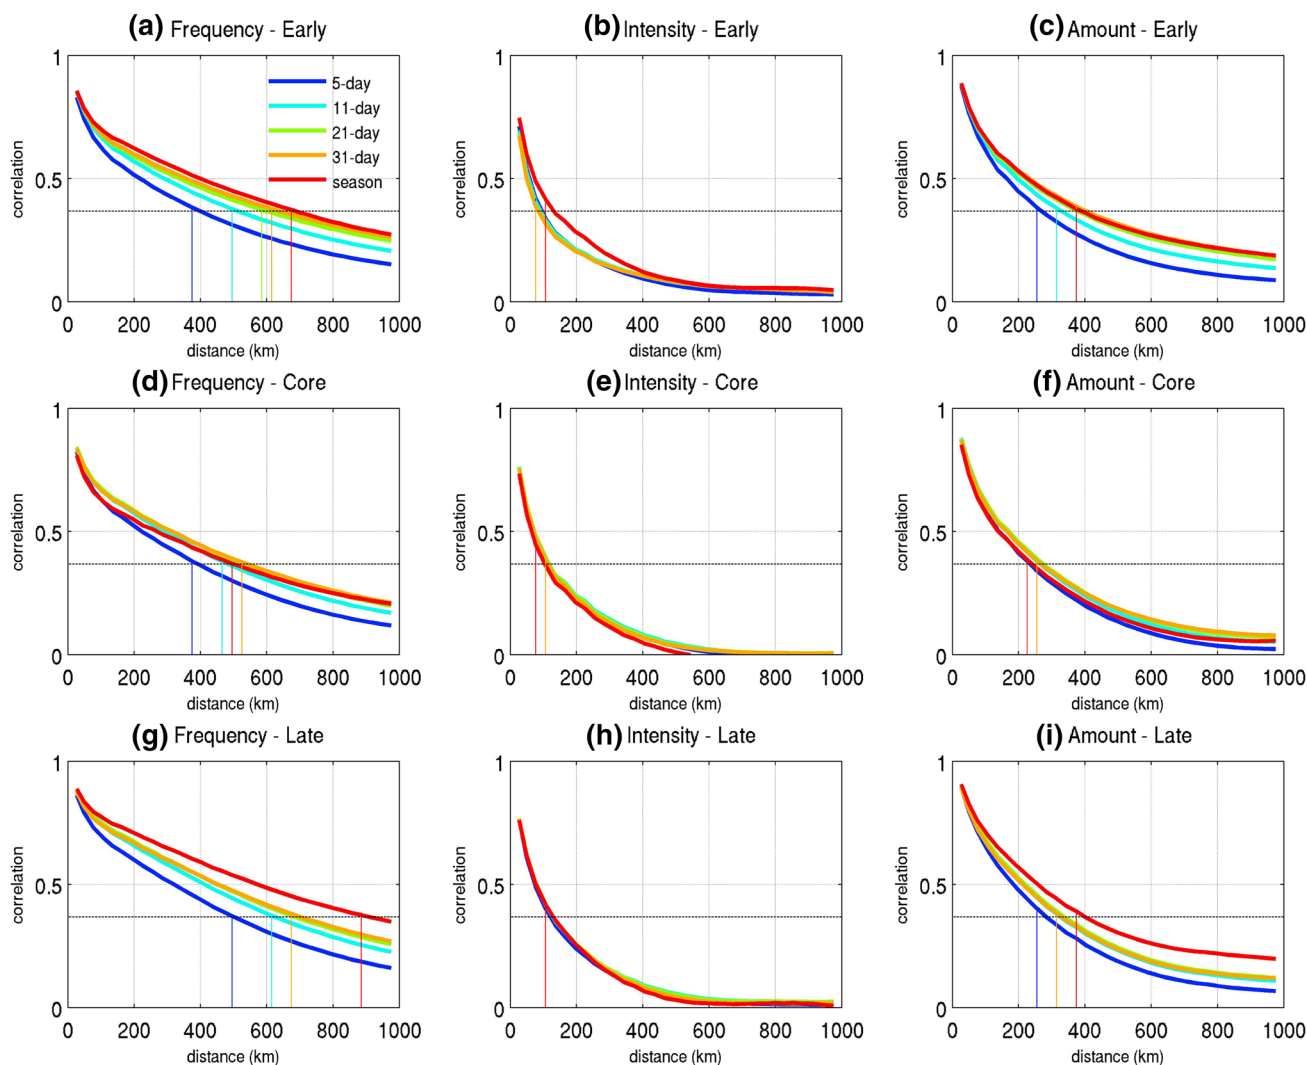 (a) Frequency - Early
1
0.5
0
correlation
5-day
11-day
21-day
31-day
season
0 200 400 600 800 1000
distance (km)
(b) Intensity - Early
1
0.5
0
correlation
0 200 400 600 800 1000
distance (km)
(c) Amount - Early
1
0.5
0
correlation
0 200 400 600 800 1000
distance (km)
(d) Frequency - Core
1
0.5
0
correlation
0 200 400 600 800 1000
distance (km)
(e) Intensity - Core
1
0.5
0
correlation
0 200 400 600 800 1000
distance (km)
(f) Amount - Core
1
0.5
0
correlation
0 200 400 600 800 1000
distance (km)
(g) Frequency - Late
1
0.5
0
correlation
0 200 400 600 800 1000
distance (km)
(h) Intensity - Late
1
0.5
0
correlation
0 200 400 600 800 1000
distance (km)
(i) Amount - Late
1
0.5
0
correlation
0 200 400 600 800 1000
distance (km)